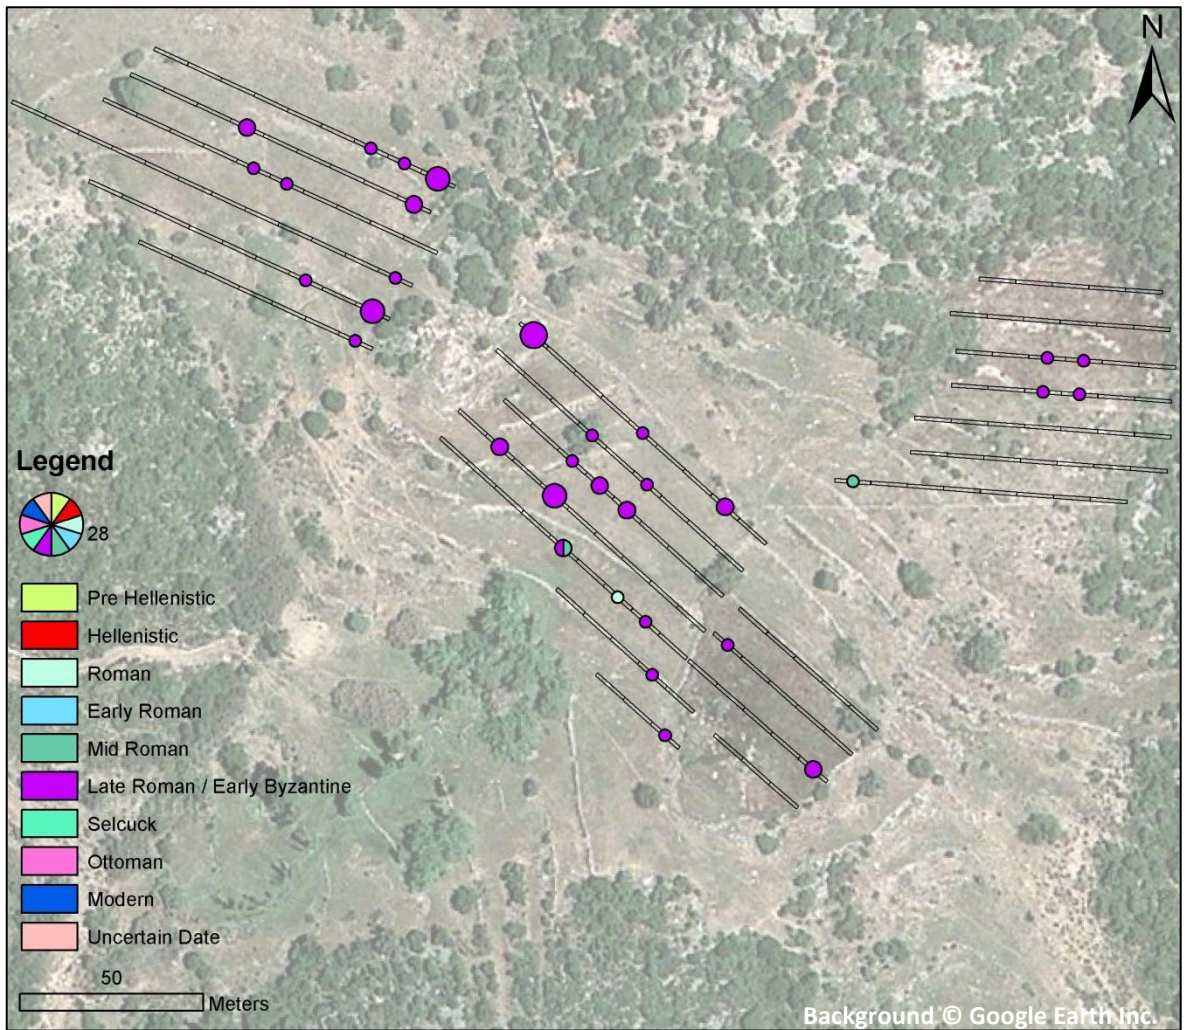 N
Legend
28
Pre Hellenistic
Hellenistic
Roman
Early Roman
Mid Roman
Late Roman / Early Byzantine
Selcuck
Ottoman
Modern
Uncertain Date
50
Meters
Background © Google Earth Inc.